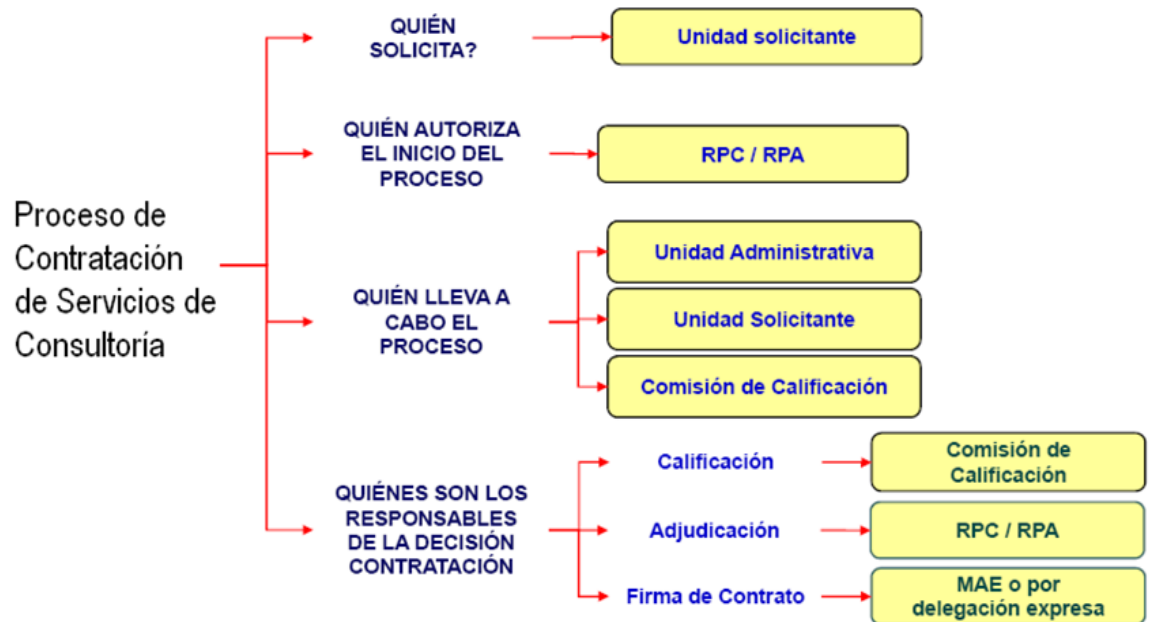 Proceso de
Contratación
de Servicios de
Consultoría
QUIÉN
SOLICITA?
Unidad solicitante
QUIÉN AUTORIZA
EL INICIO DEL
PROCESO
RPC / RPA
QUIÉN LLEVA A
CABO EL
PROCESO
Unidad Administrativa
Unidad Solicitante
Comisión de Calificación
QUIÉNES SON LOS
RESPONSABLES
DE LA DECISIÓN
CONTRATACIÓN
Calificación
Comisión de
Calificación
Adjudicación
RPC / RPA
Firma de Contrato
MAE o por
delegación expresa